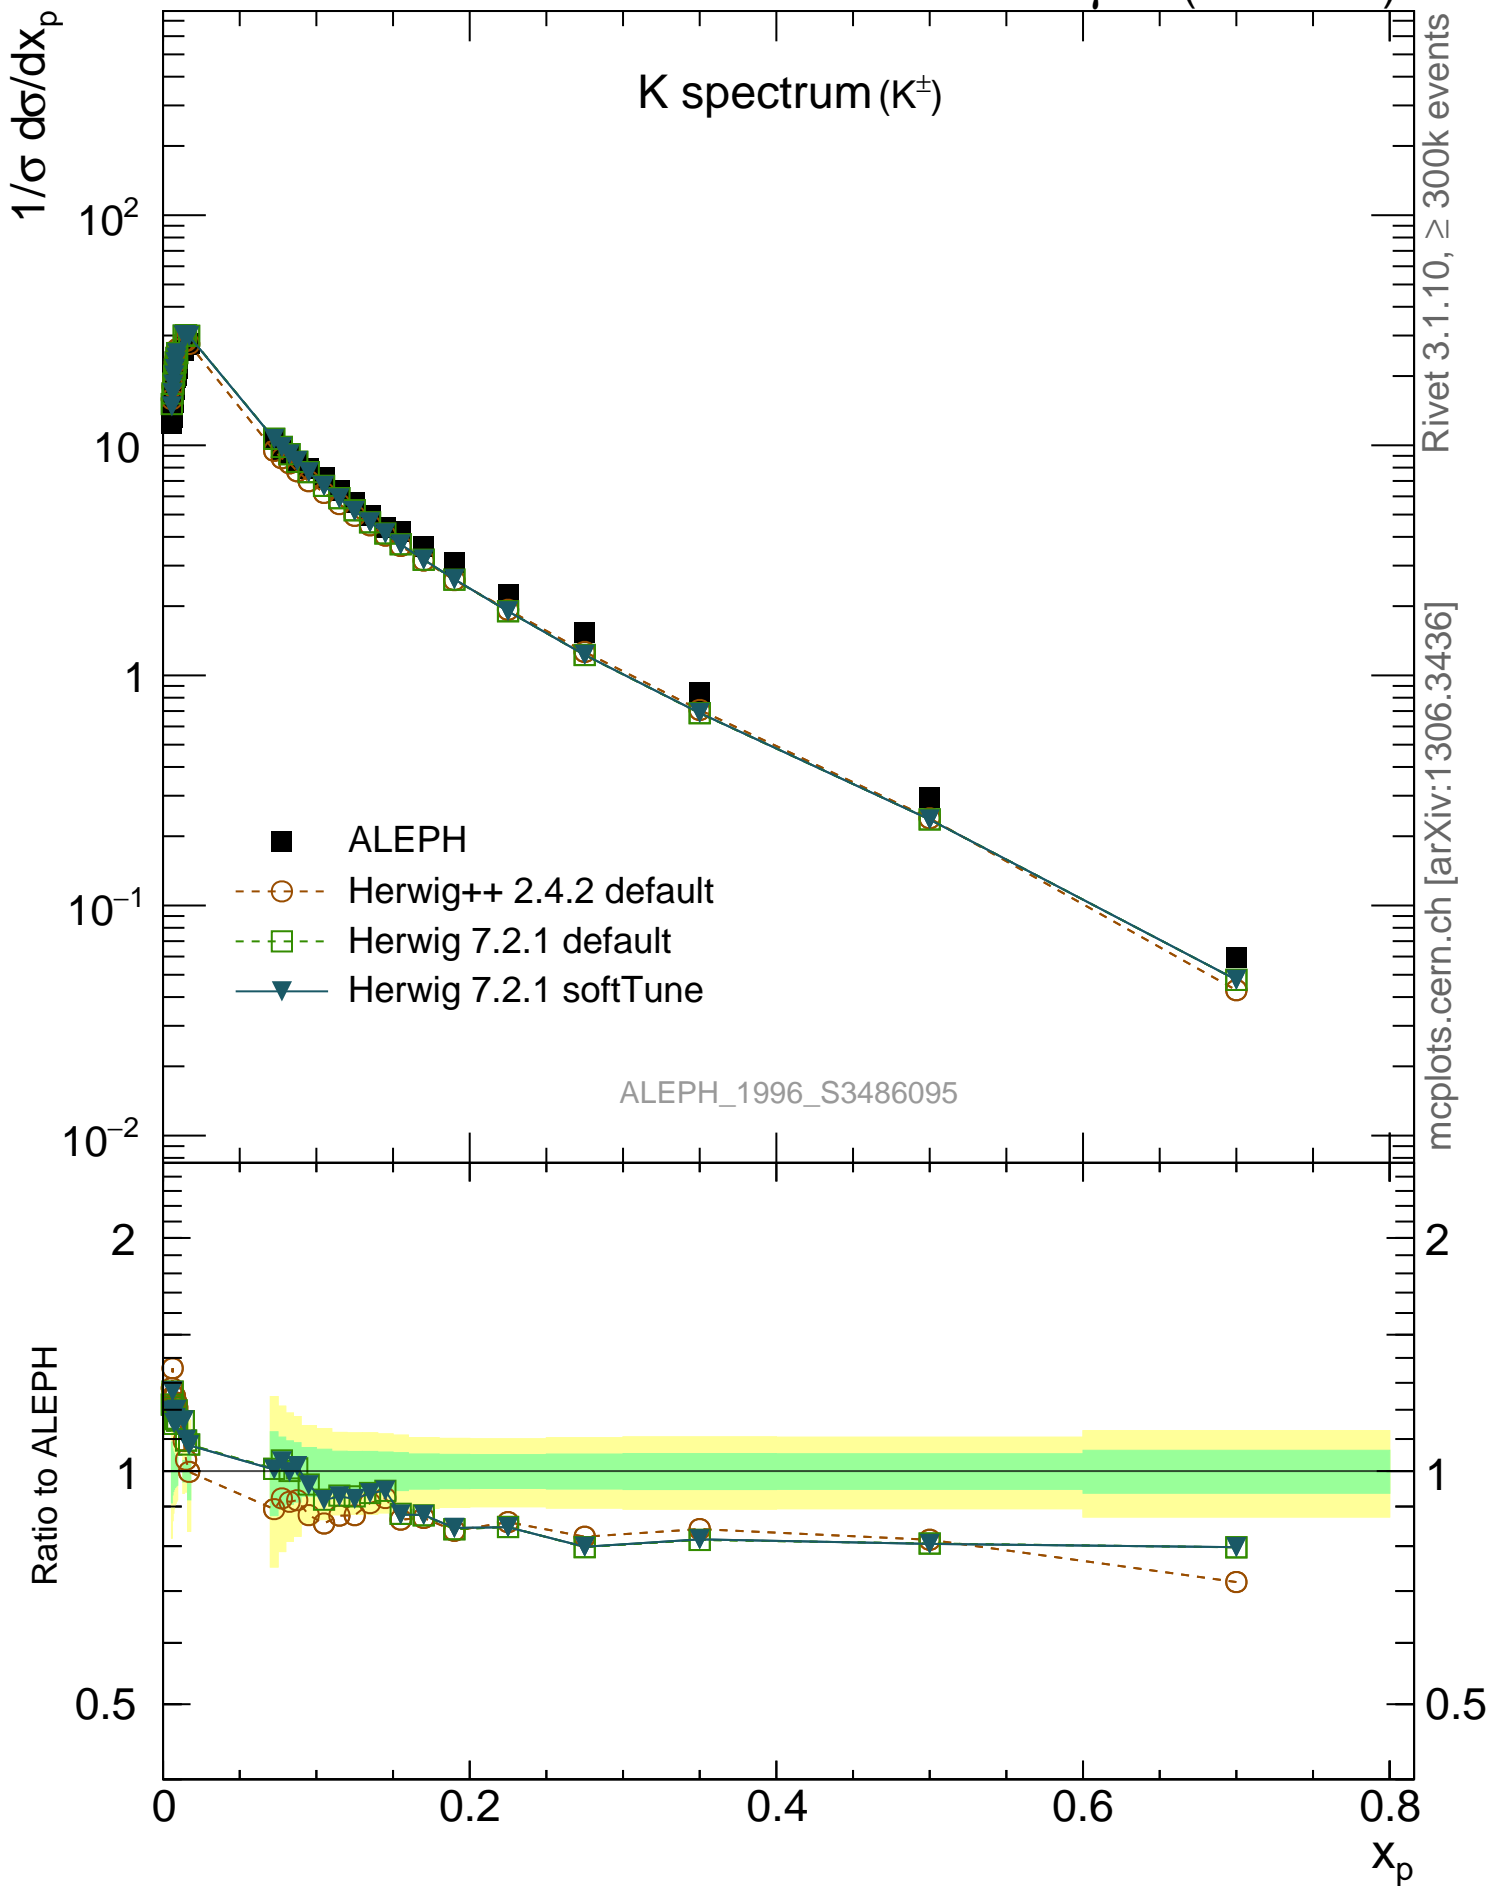 1/σ dσ/dx_p
K spectrum (K±)
10²
10
1
10⁻¹
10⁻²
ALEPH
Herwig++ 2.4.2 default
Herwig 7.2.1 default
Herwig 7.2.1 softTune
ALEPH_1996_S3486095
Rivet 3.1.10, ≥ 300k events
mcplots.cern.ch [arXiv:1306.3436]
Ratio to ALEPH
2
1
0.5
2
1
0.5
0
0.2
0.4
0.6
0.8
x_p